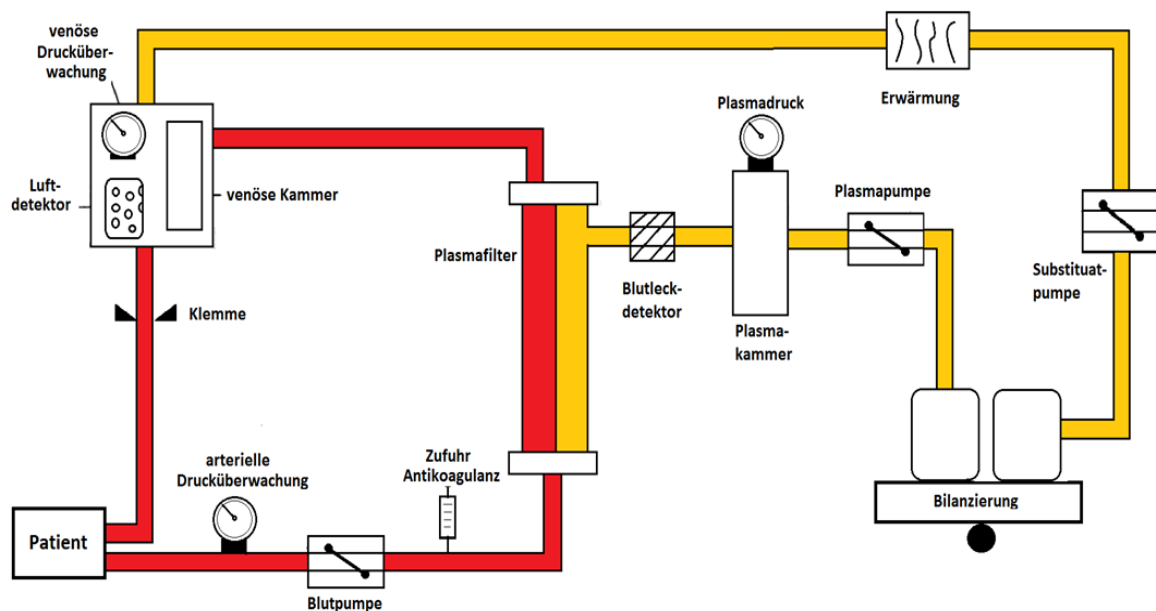 venöse
Drucküber-
wachung
Luft-
detektor
venöse Kammer
Klemme
Patient
arterielle
Drucküberwachung
Blutpumpe
Zufuhr
Antikoagulanz
Plasmafilter
Blutleck-
detektor
Plasmadruck
Plasma-
kammer
Plasmapumpe
Erwärmung
Substituat-
pumpe
Bilanzierung